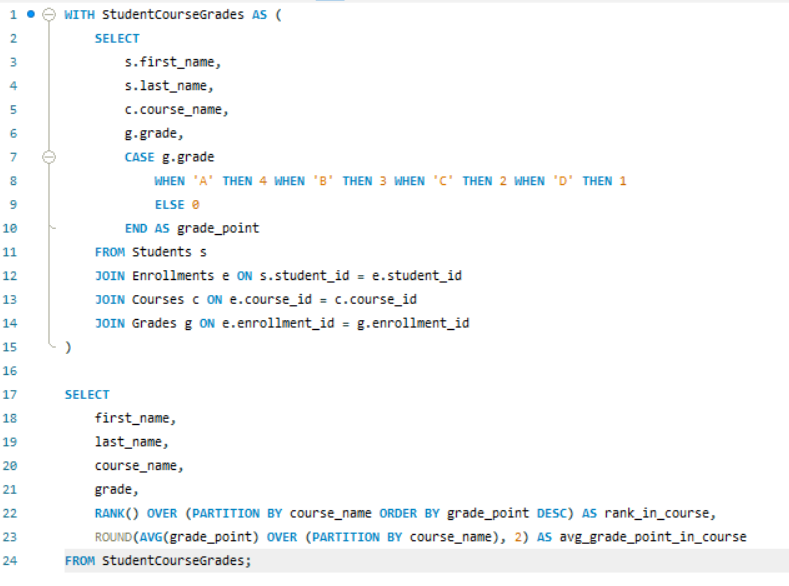 1 WITH StudentCourseGrades AS (
2 SELECT
3 s.first_name,
4 s.last_name,
5 c.course_name,
6 g.grade,
7 CASE g.grade
8 WHEN 'A' THEN 4 WHEN 'B' THEN 3 WHEN 'C' THEN 2 WHEN 'D' THEN 1
9 ELSE 0
10 END AS grade_point
11 FROM Students s
12 JOIN Enrollments e ON s.student_id = e.student_id
13 JOIN Courses c ON e.course_id = c.course_id
14 JOIN Grades g ON e.enrollment_id = g.enrollment_id
15 )
16
17 SELECT
18 first_name,
19 last_name,
20 course_name,
21 grade,
22 RANK() OVER (PARTITION BY course_name ORDER BY grade_point DESC) AS rank_in_course,
23 ROUND(AVG(grade_point) OVER (PARTITION BY course_name), 2) AS avg_grade_point_in_course
24 FROM StudentCourseGrades;